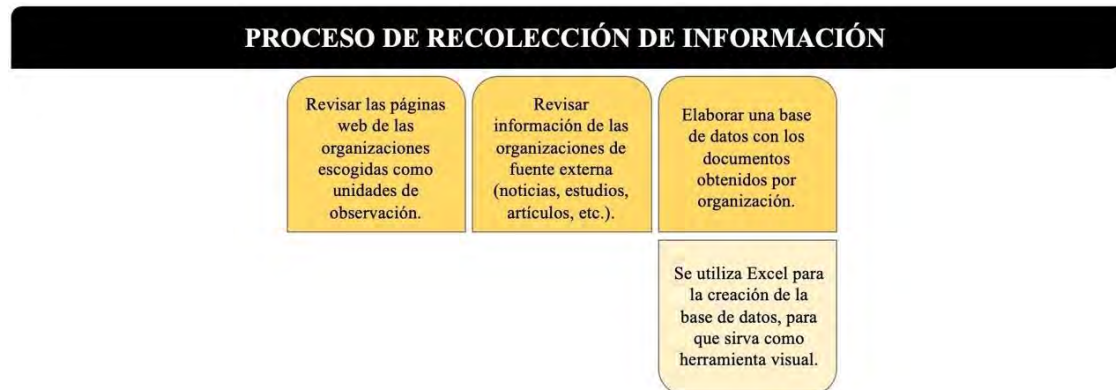 PROCESO DE RECOLECCIÓN DE INFORMACIÓN
Revisar las páginas
web de las
organizaciones
escogidas como
unidades de
observación.
Revisar
información de las
organizaciones de
fuente externa
(noticias, estudios,
artículos, etc.).
Elaborar una base
de datos con los
documentos
obtenidos por
organización.
Se utiliza Excel para
la creación de la
base de datos, para
que sirva como
herramienta visual.